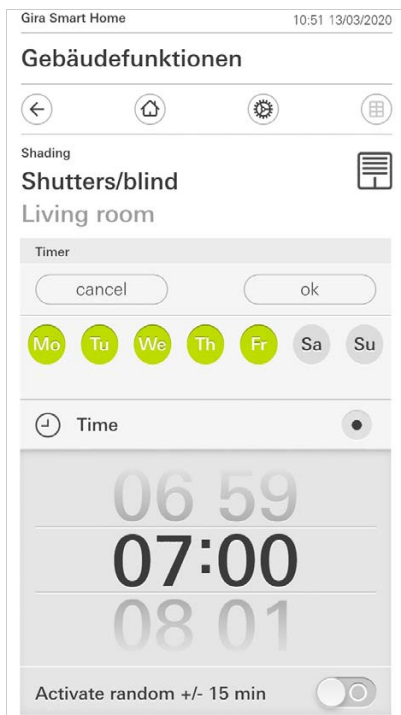 Gira Smart Home 10:51 13/03/2020
Gebäudefunktionen
Shading
Shutters/blind
Living room
Timer
cancel ok
Mo Tu We Th Fr Sa Su
Time
06 59
07:00
08 01
Activate random +/- 15 min